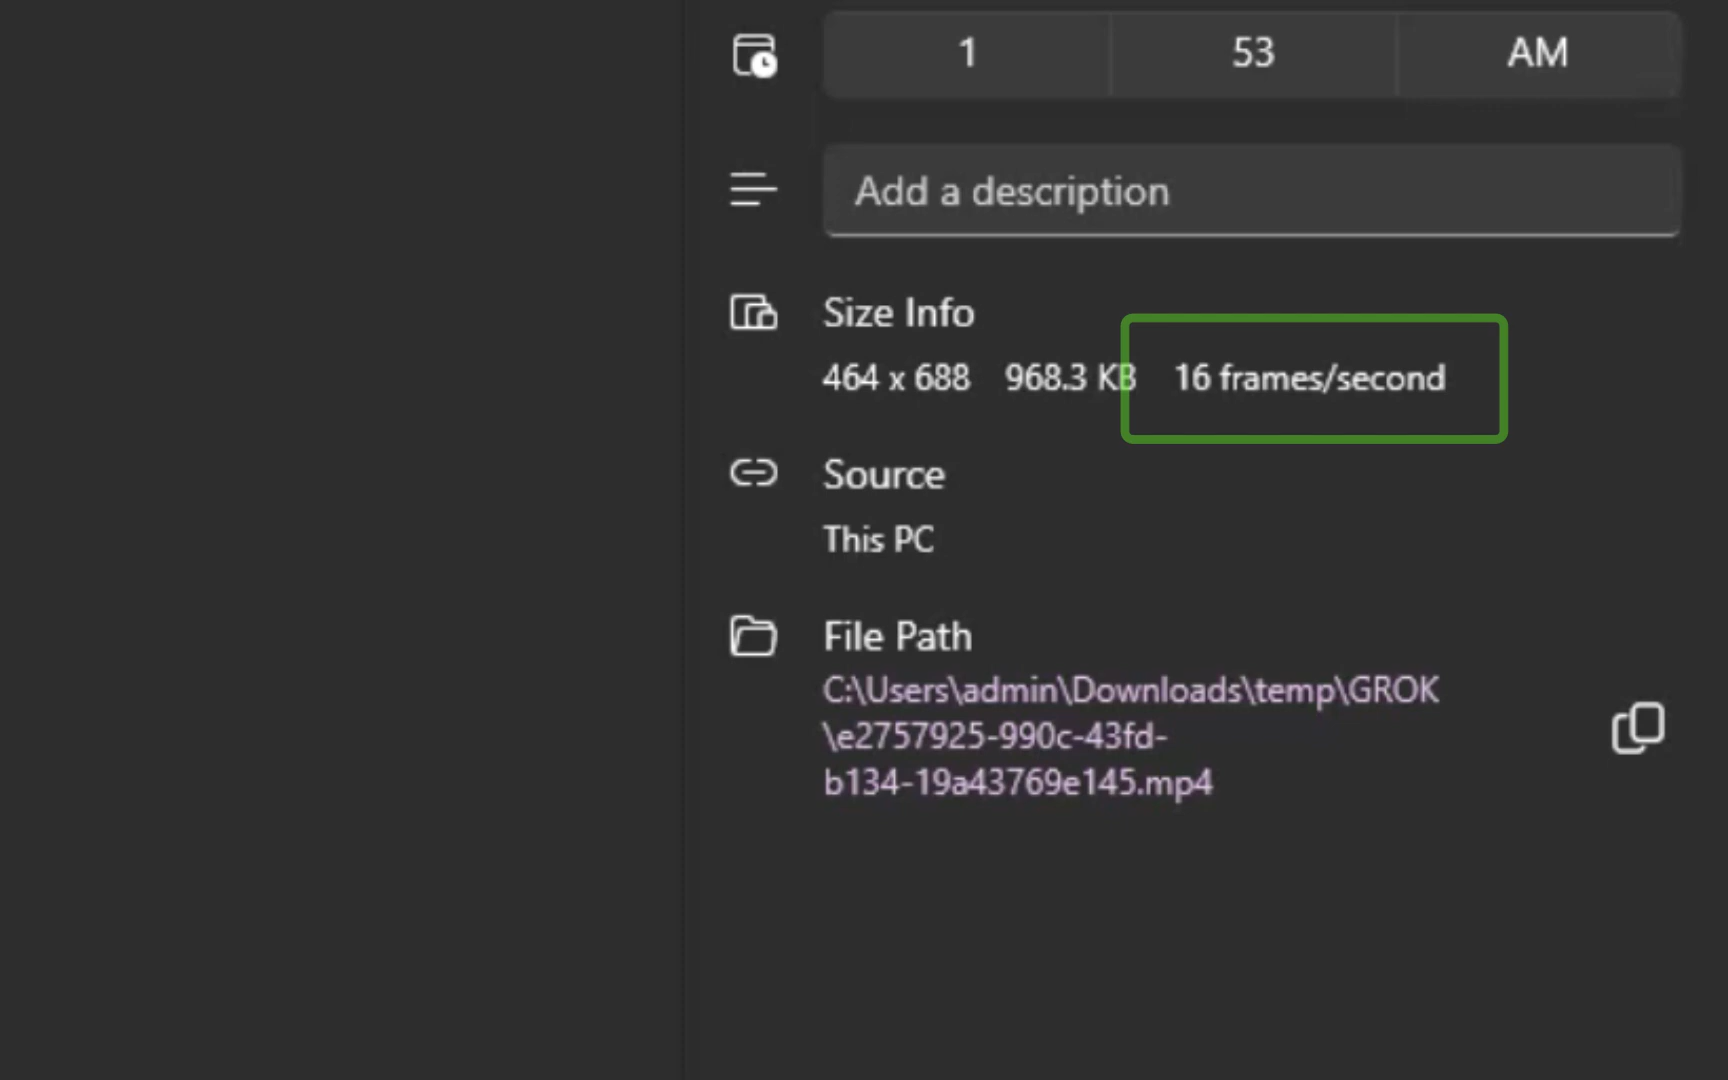 1 53 AM
Add a description
Size Info
464 x 688 968.3 KB 16 frames/second
Source
This PC
File Path
C:\Users\admin\Downloads\temp\GROK
\e2757925-990c-43fd-
b134-19a43769e145.mp4